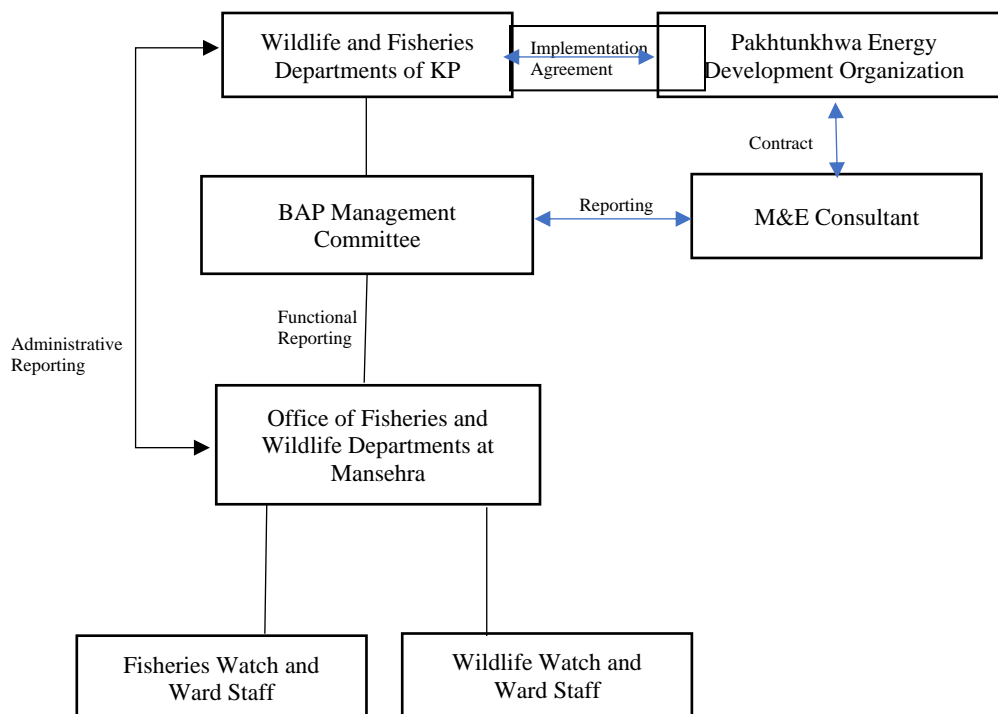 Wildlife and Fisheries
Departments of KP
Implementation
Agreement
Pakhtunkhwa Energy
Development Organization
Contract
BAP Management
Committee
Reporting
M&E Consultant
Functional
Reporting
Administrative
Reporting
Office of Fisheries and
Wildlife Departments at
Mansehra
Fisheries Watch and
Ward Staff
Wildlife Watch and
Ward Staff